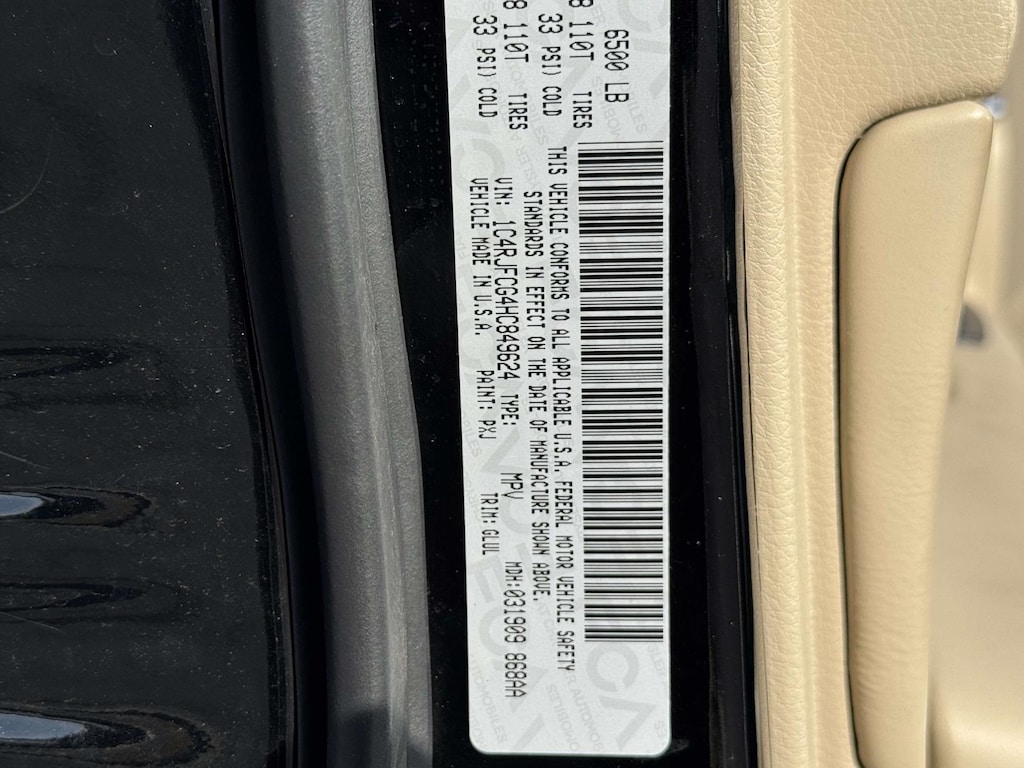 6500 LB
8 110T TIRES
33 PSI) COLD
8 110T TIRES
33 PSI) COLD
THIS VEHICLE CONFORMS TO ALL APPLICABLE U.S.A. FEDERAL MOTOR VEHICLE SAFETY
STANDARDS IN EFFECT ON THE DATE OF MANUFACTURE SHOWN ABOVE.
VIN: 1C4RJFCG4HC849624 TYPE: MPV MDH:031909 868AA
VEHICLE MADE IN U.S.A. PAINT: PXJ TRIM:GLUL